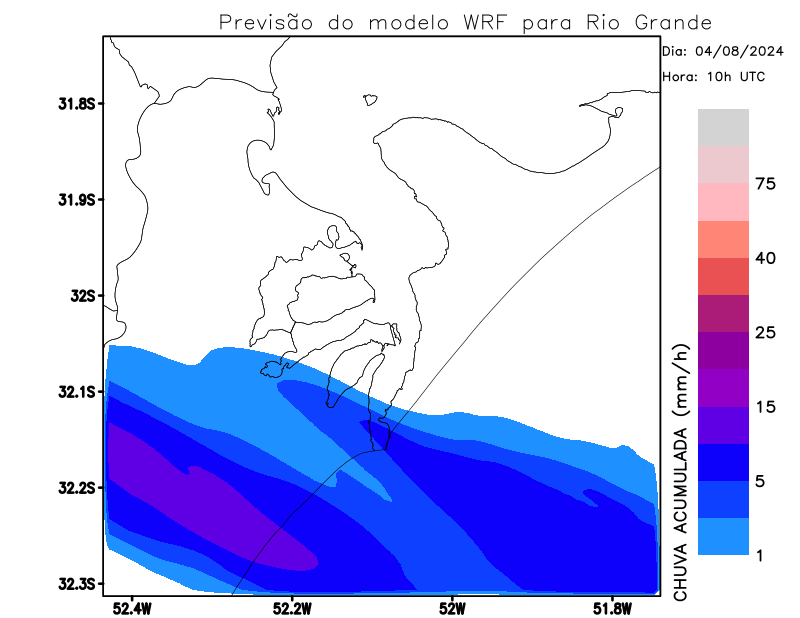 Previsão do modelo WRF para Rio Grande
Dia: 04/08/2024
Hora: 10h UTC
31.8S
31.9S
32S
32.1S
32.2S
32.3S
52.4W
52.2W
52W
51.8W
75
40
25
15
5
1
CHUVA ACUMULADA (mm/h)